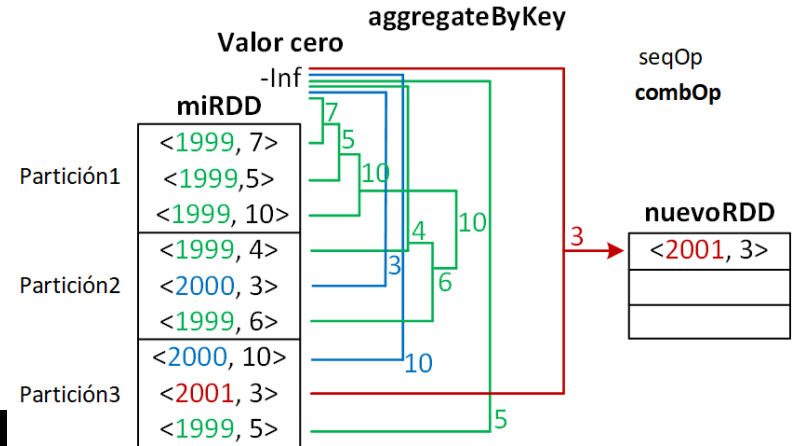 aggregateByKey
Valor cero
-Inf
seqOp
combOp
miRDD
Partición1
<1999, 7>
<1999,5>
<1999, 10>
Partición2
<1999, 4>
<2000, 3>
<1999, 6>
Partición3
<2000, 10>
<2001, 3>
<1999, 5>
7
5
10
4
3
6
10
10
5
3
nuevoRDD
<2001, 3>